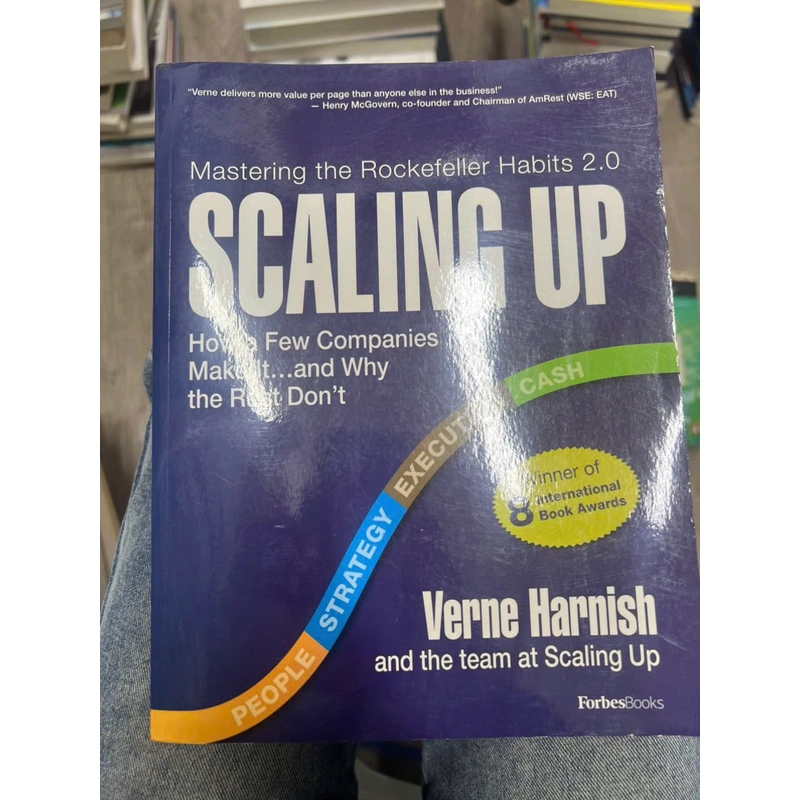 "Verne delivers more value per page than anyone else in the business!"
— Henry McGovern, co-founder and Chairman of AmRest (WSE: EAT)
Mastering the Rockefeller Habits 2.0
SCALING UP
How a Few Companies
Make It...and Why
the Rest Don't
CASH
EXECUTION
STRATEGY
PEOPLE
Winner of
8 International
Book Awards
Verne Harnish
and the team at Scaling Up
ForbesBooks